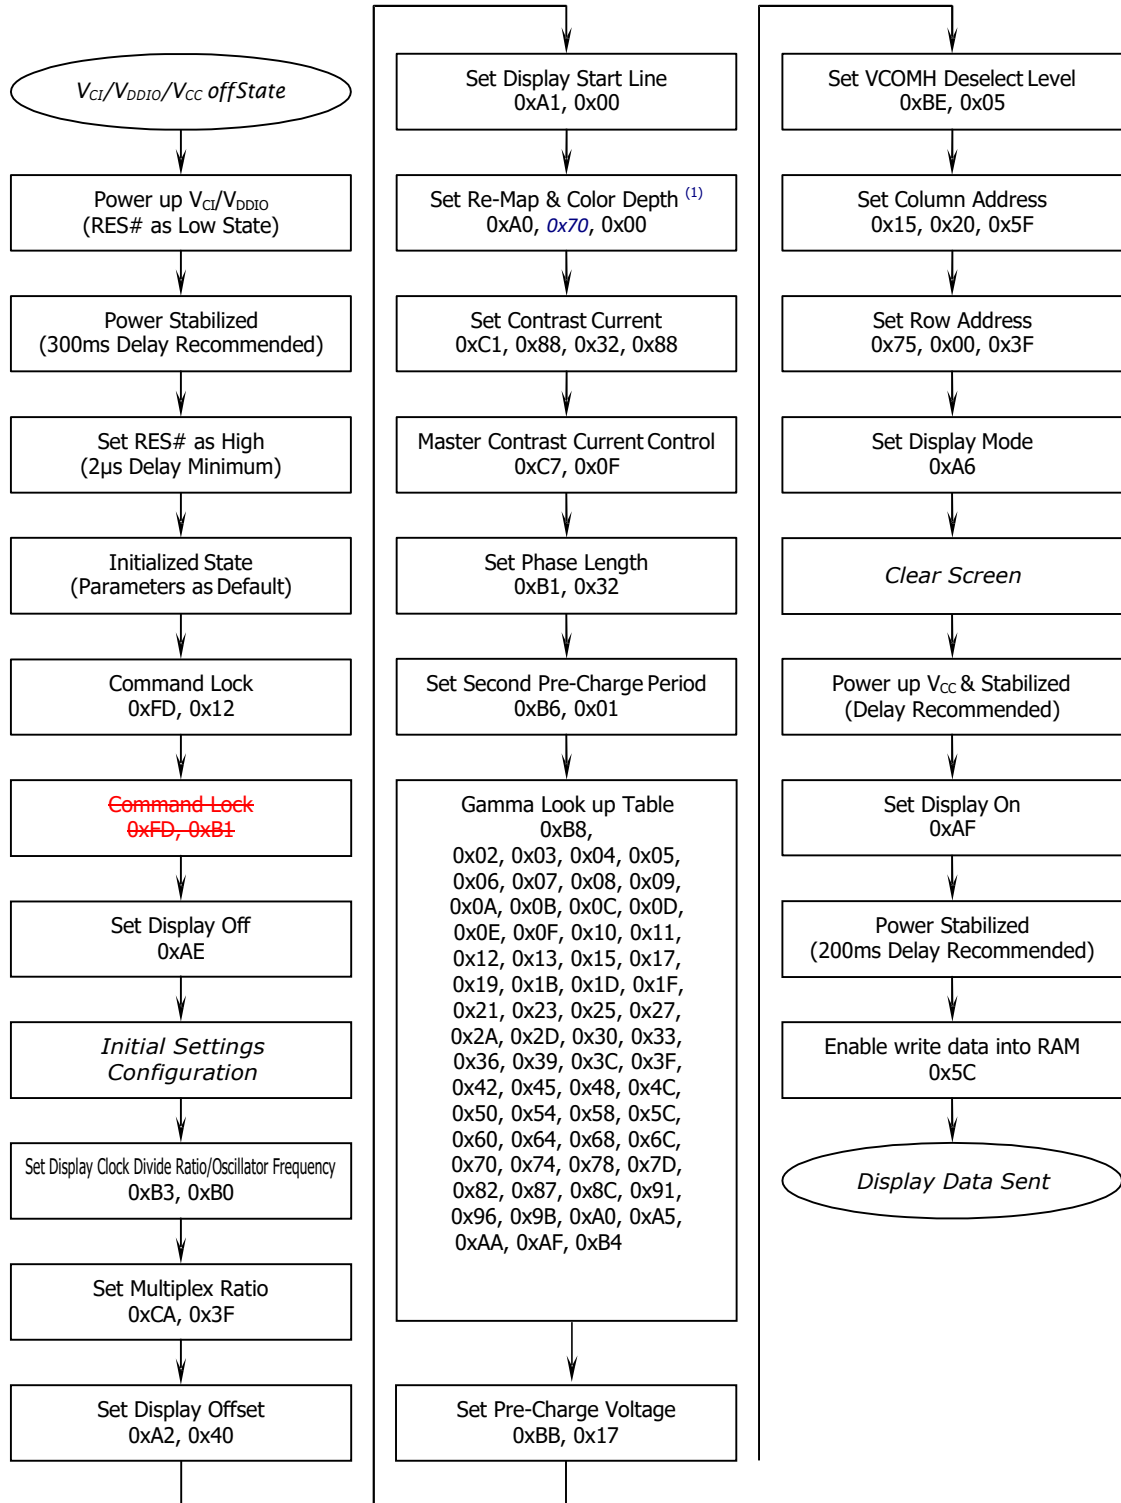 V_CI/V_DDIO/V_CC off State
Power up V_CI/V_DDIO
(RES# as Low State)
Power Stabilized
(300ms Delay Recommended)
Set RES# as High
(2µs Delay Minimum)
Initialized State
(Parameters as Default)
Command Lock
0xFD, 0x12
Command Lock
0xFD, 0xB1
Set Display Off
0xAE
Initial Settings
Configuration
Set Display Clock Divide Ratio/Oscillator Frequency
0xB3, 0xB0
Set Multiplex Ratio
0xCA, 0x3F
Set Display Offset
0xA2, 0x40
Set Display Start Line
0xA1, 0x00
Set Re-Map & Color Depth (1)
0xA0, 0x70, 0x00
Set Contrast Current
0xC1, 0x88, 0x32, 0x88
Master Contrast Current Control
0xC7, 0x0F
Set Phase Length
0xB1, 0x32
Set Second Pre-Charge Period
0xB6, 0x01
Gamma Look up Table
0xB8,
0x02, 0x03, 0x04, 0x05,
0x06, 0x07, 0x08, 0x09,
0x0A, 0x0B, 0x0C, 0x0D,
0x0E, 0x0F, 0x10, 0x11,
0x12, 0x13, 0x15, 0x17,
0x19, 0x1B, 0x1D, 0x1F,
0x21, 0x23, 0x25, 0x27,
0x2A, 0x2D, 0x30, 0x33,
0x36, 0x39, 0x3C, 0x3F,
0x42, 0x45, 0x48, 0x4C,
0x50, 0x54, 0x58, 0x5C,
0x60, 0x64, 0x68, 0x6C,
0x70, 0x74, 0x78, 0x7D,
0x82, 0x87, 0x8C, 0x91,
0x96, 0x9B, 0xA0, 0xA5,
0xAA, 0xAF, 0xB4
Set Pre-Charge Voltage
0xBB, 0x17
Set VCOMH Deselect Level
0xBE, 0x05
Set Column Address
0x15, 0x20, 0x5F
Set Row Address
0x75, 0x00, 0x3F
Set Display Mode
0xA6
Clear Screen
Power up V_CC & Stabilized
(Delay Recommended)
Set Display On
0xAF
Power Stabilized
(200ms Delay Recommended)
Enable write data into RAM
0x5C
Display Data Sent